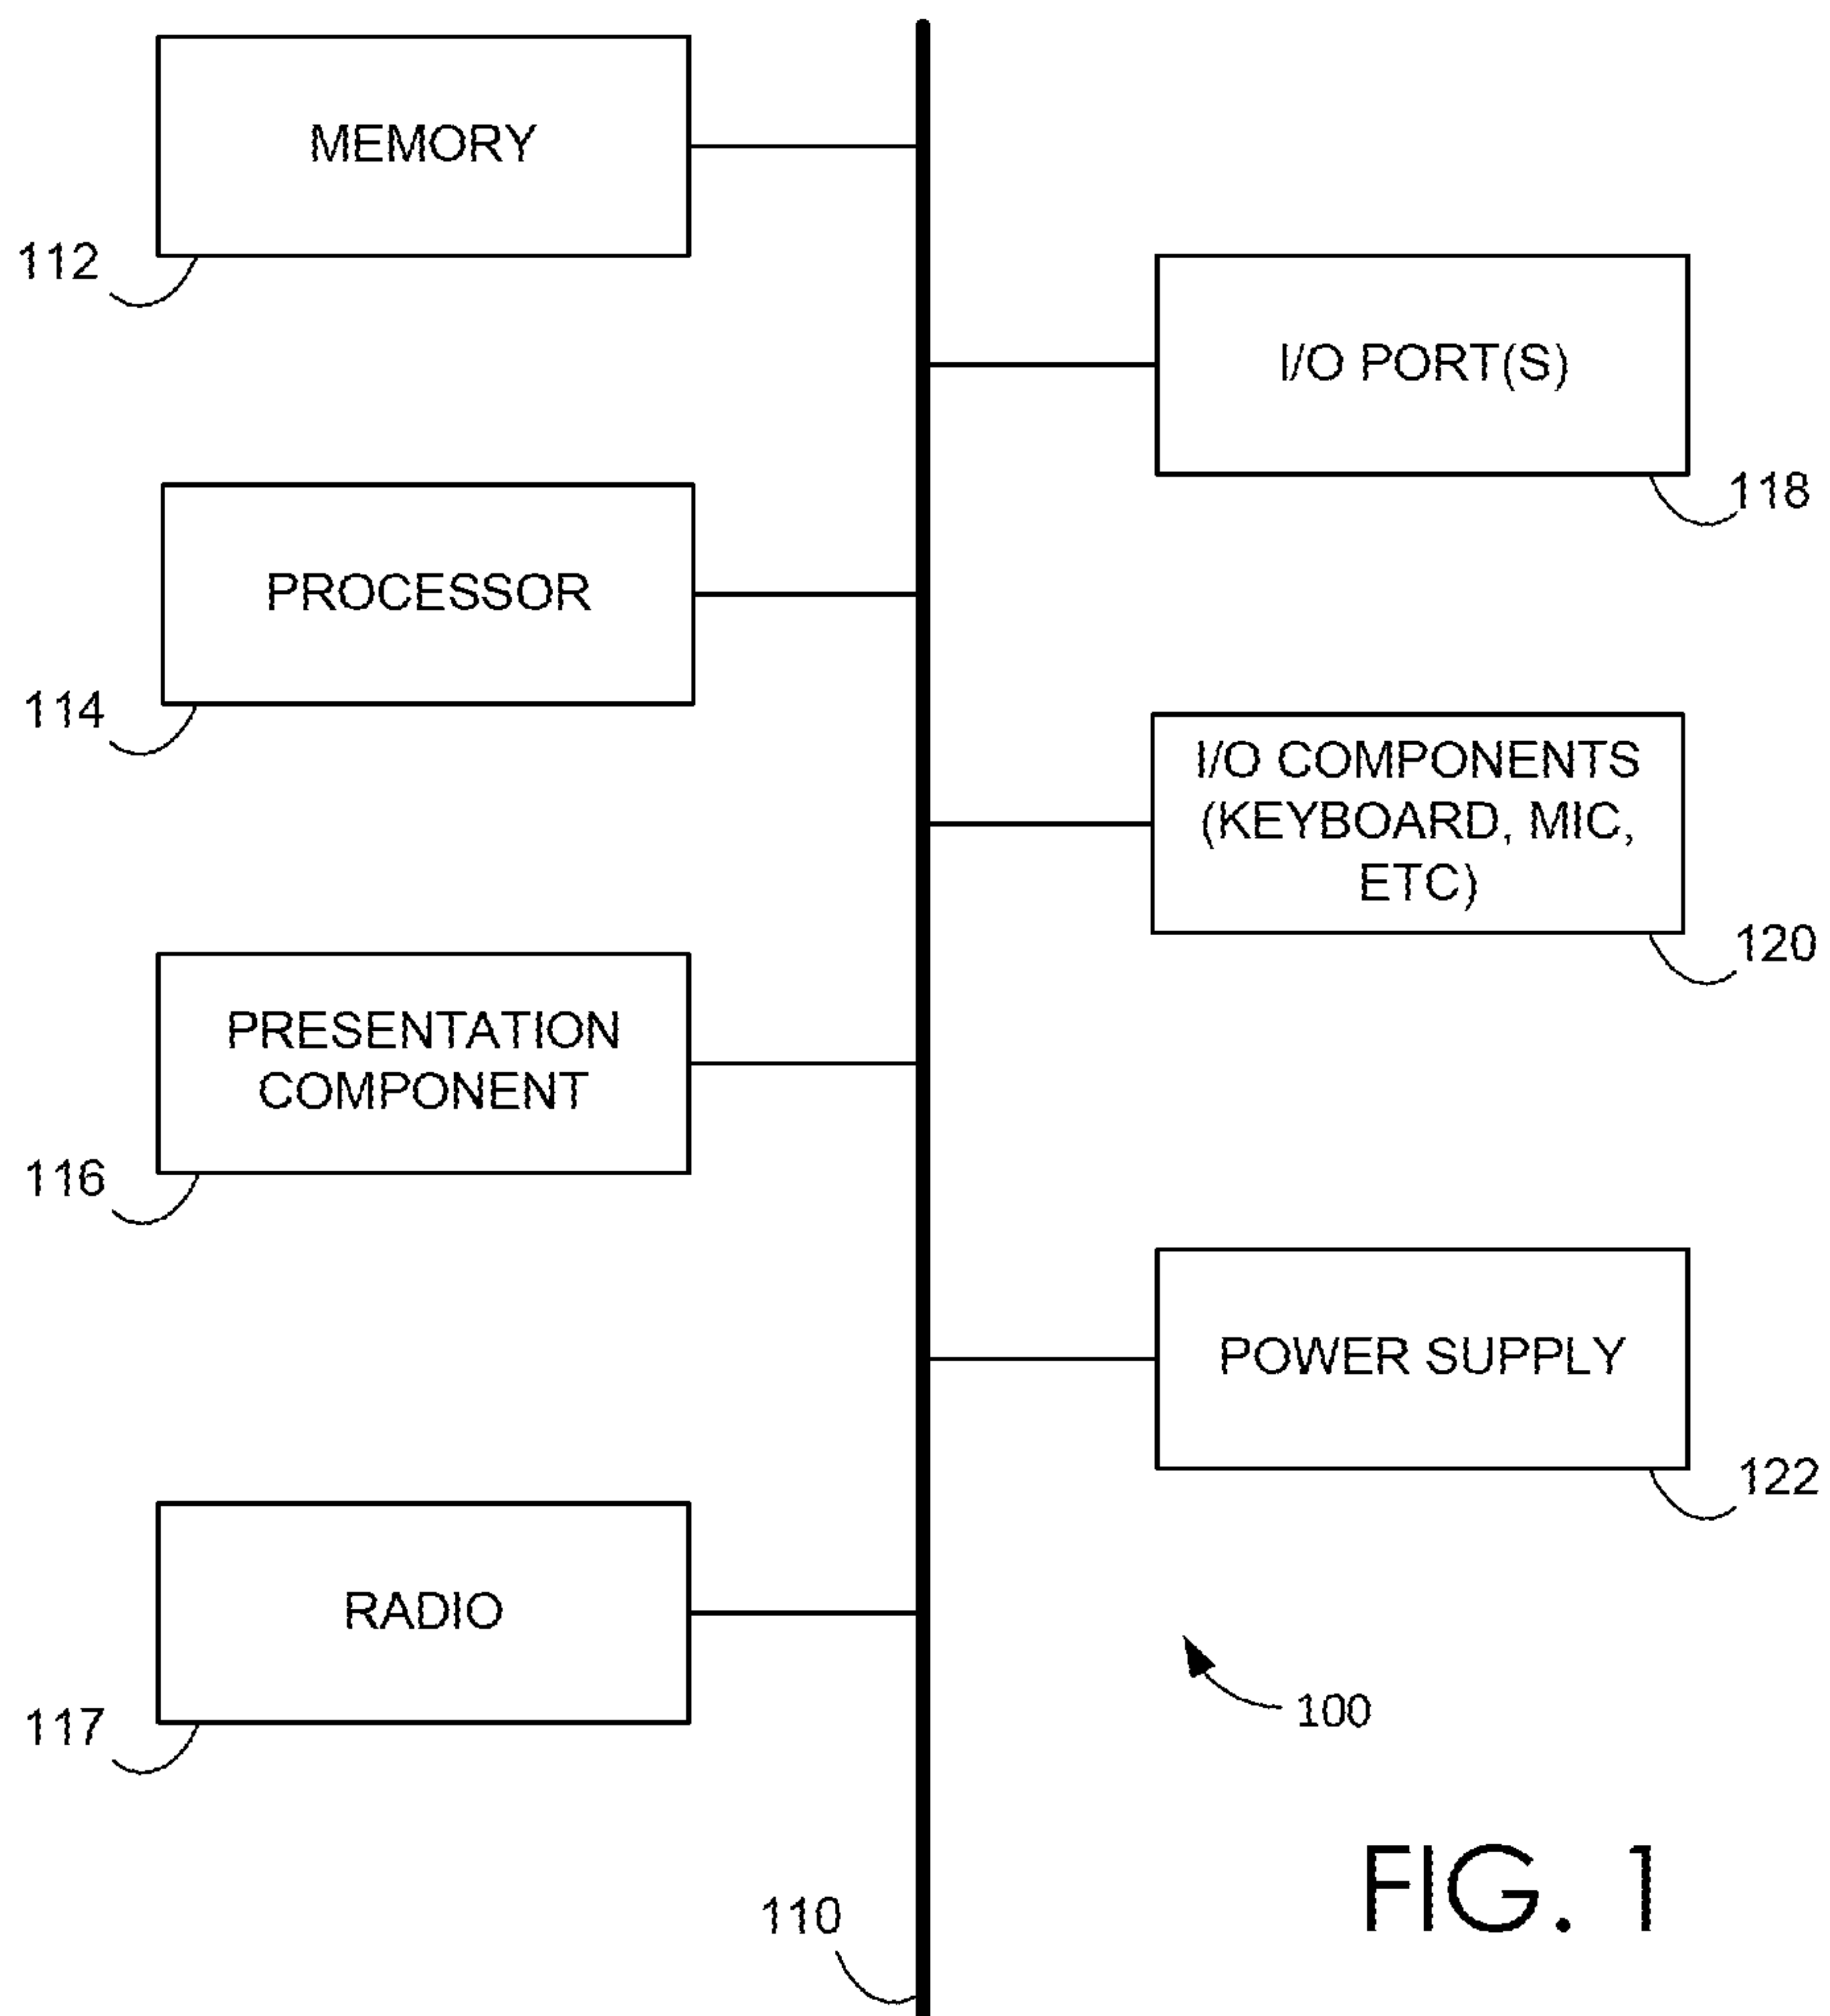 MEMORY
112
I/O PORT(S)
118
PROCESSOR
114
I/O COMPONENTS
(KEYBOARD, MIC,
ETC)
120
PRESENTATION
COMPONENT
116
POWER SUPPLY
122
RADIO
117
100
110
FIG. 1